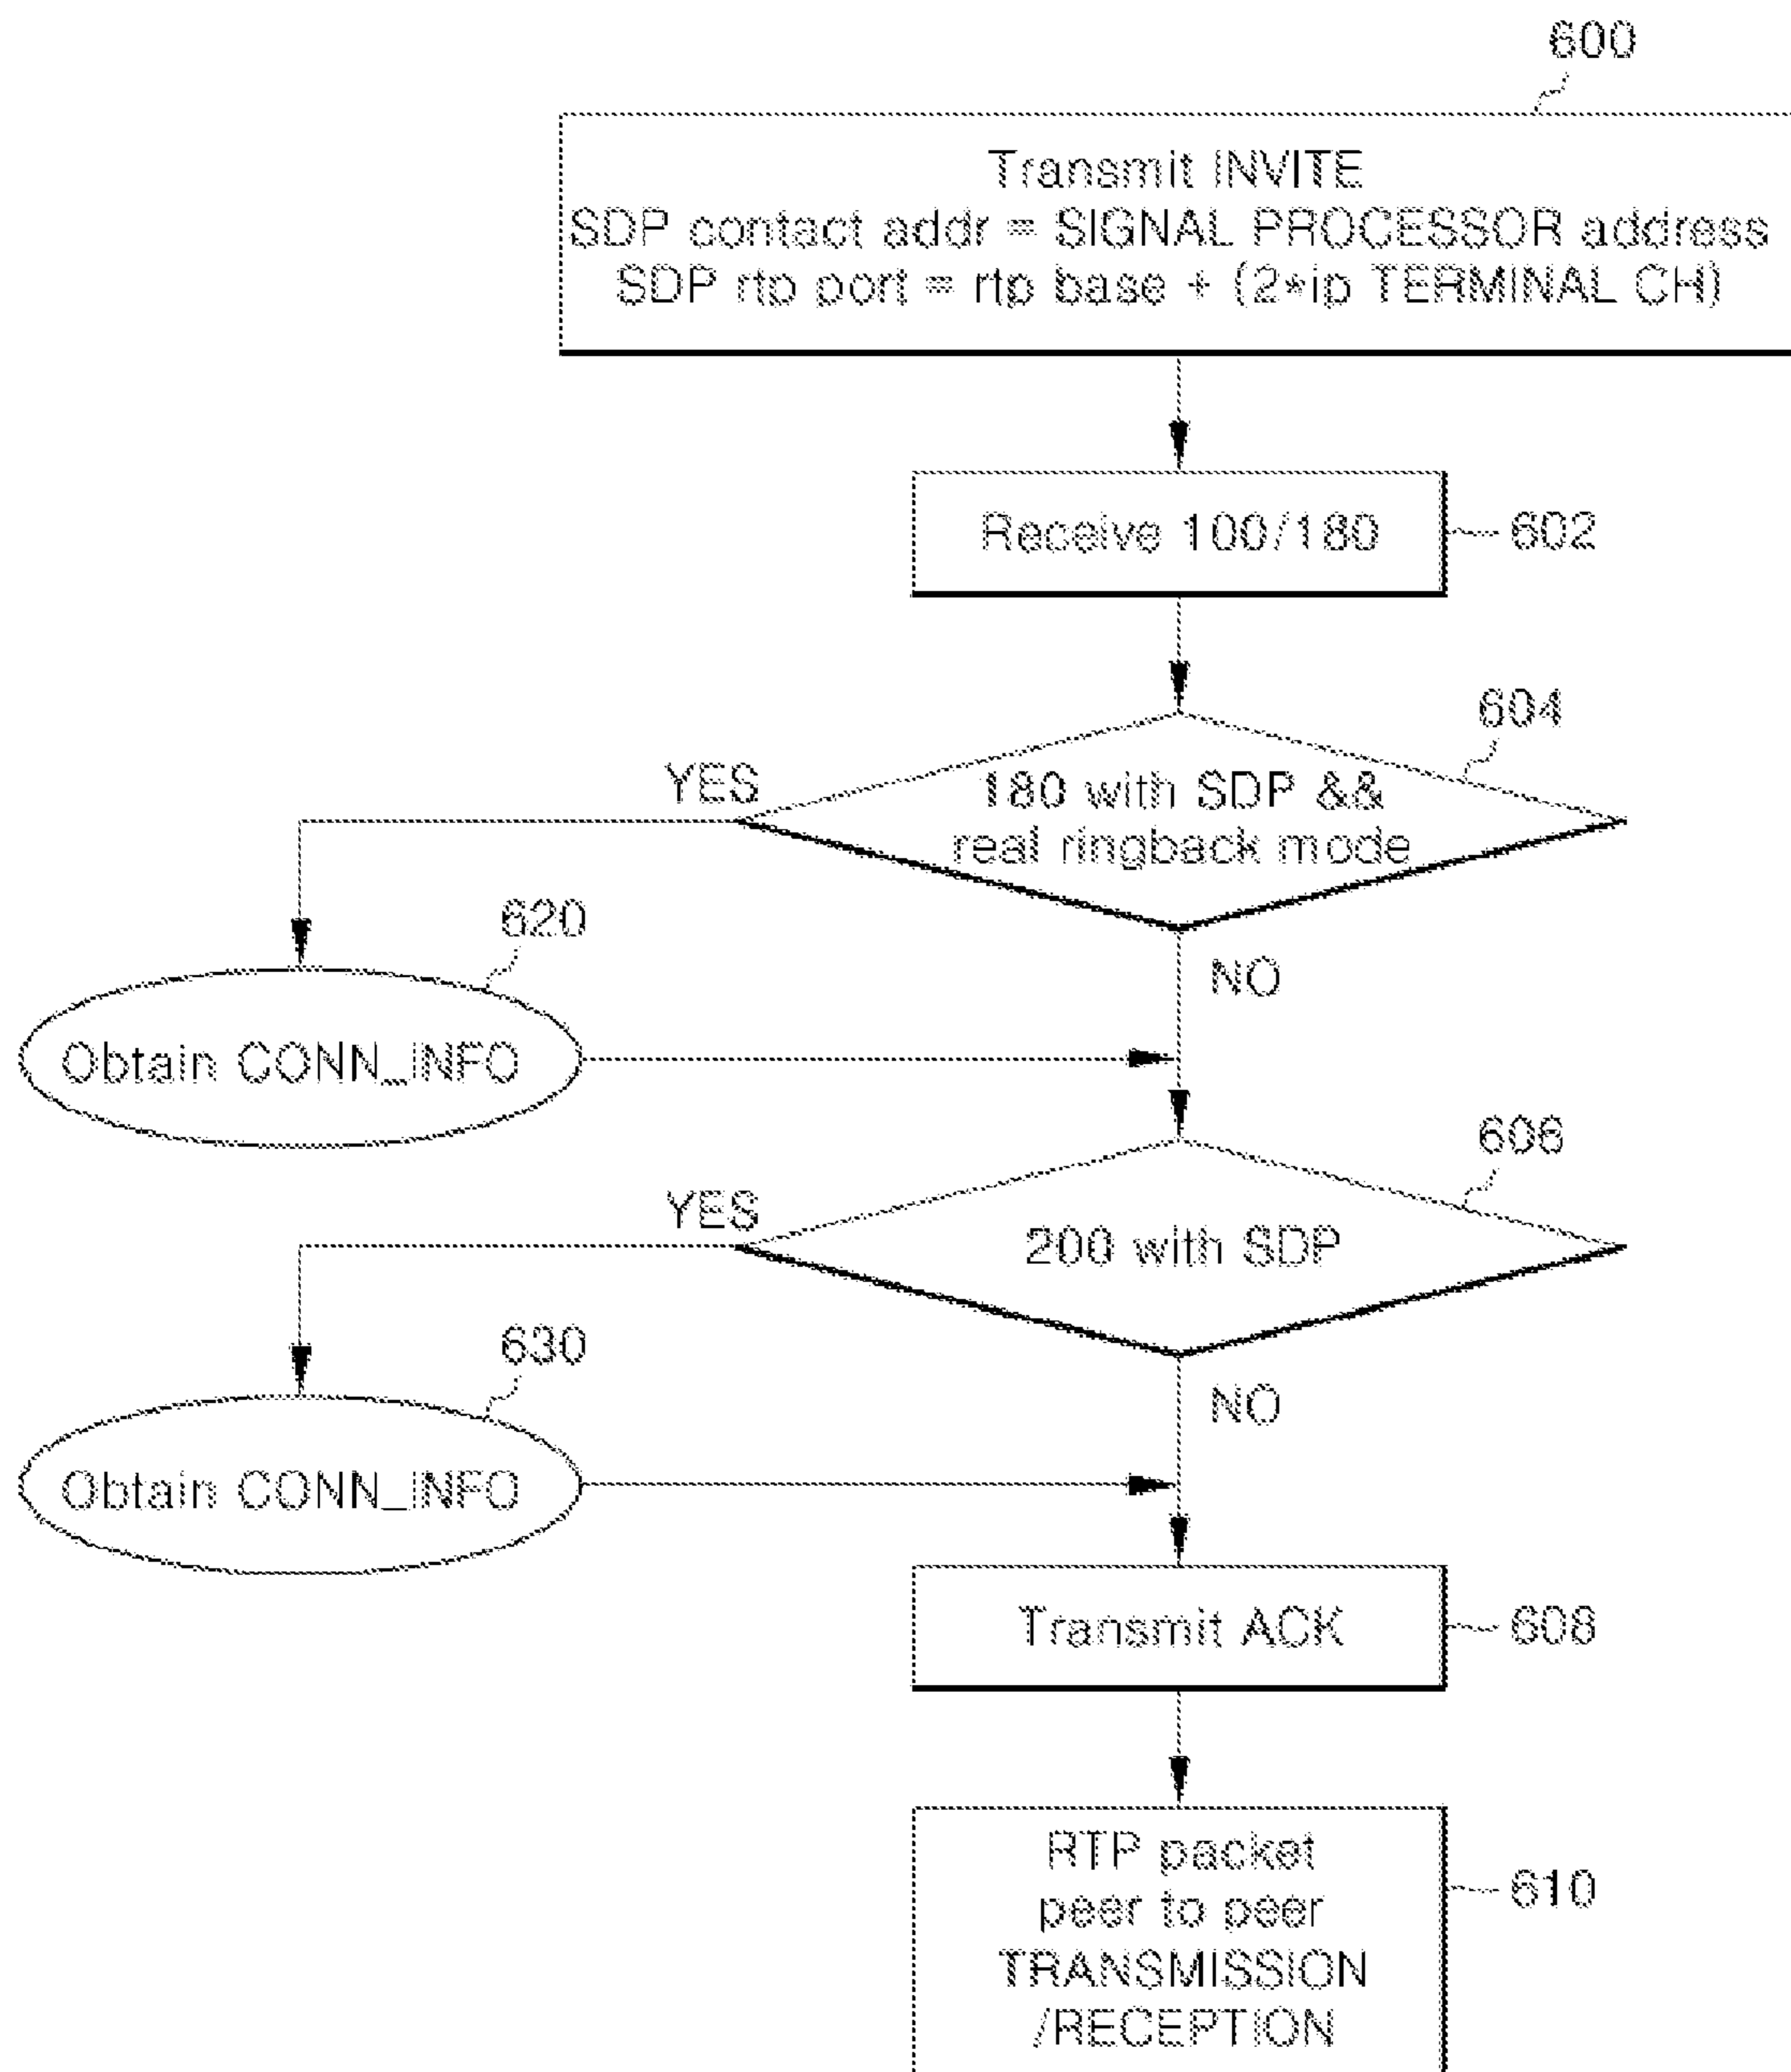 600
Transmit INVITE
SDP contact addr = SIGNAL PROCESSOR address
SDP rtp port = rtp base + (2*ip TERMINAL CH)
Receive 100/180
602
604
180 with SDP &&
real ringback mode
YES
NO
620
Obtain CONN_INFO
606
200 with SDP
YES
NO
630
Obtain CONN_INFO
Transmit ACK
608
RTP packet
peer to peer
TRANSMISSION
/RECEPTION
610